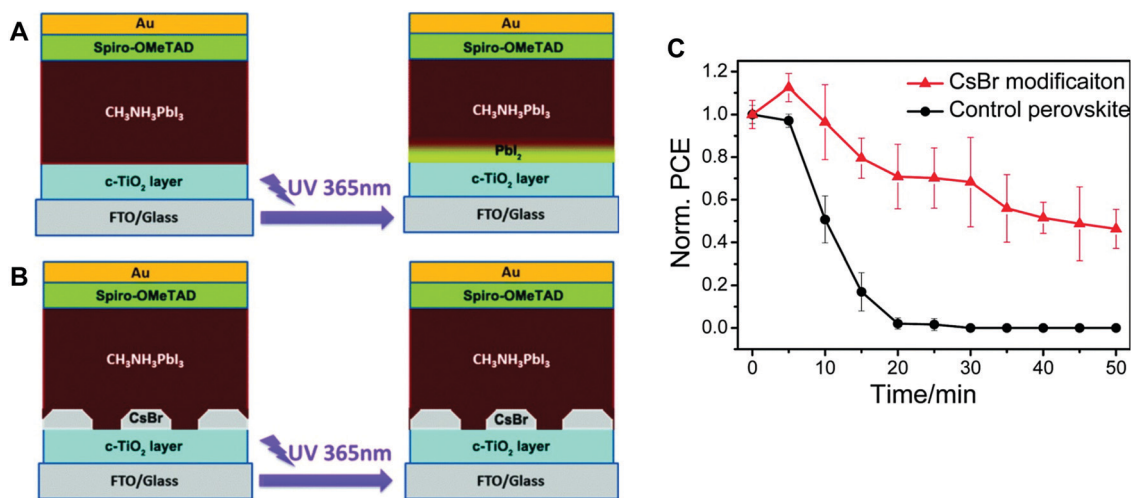 A
Au
Spiro-OMeTAD
CH₃NH₃PbI₃
c-TiO₂ layer
FTO/Glass
UV 365nm
Au
Spiro-OMeTAD
CH₃NH₃PbI₃
PbI₂
c-TiO₂ layer
FTO/Glass
B
Au
Spiro-OMeTAD
CH₃NH₃PbI₃
CsBr
c-TiO₂ layer
FTO/Glass
UV 365nm
Au
Spiro-OMeTAD
CH₃NH₃PbI₃
CsBr
c-TiO₂ layer
FTO/Glass
C
CsBr modificaiton
Control perovskite
Norm. PCE
1.2
1.0
0.8
0.6
0.4
0.2
0.0
0 10 20 30 40 50
Time/min